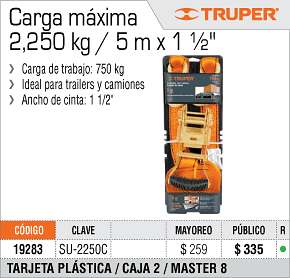 Carga máxima
2,250 kg / 5 m x 1 ½"
TRUPER
Carga de trabajo: 750 kg
Ideal para trailers y camiones
Ancho de cinta: 1 1/2'
TRUPER
CÓDIGO CLAVE MAYOREO PÚBLICO R
19283 SU-2250C $ 259 $ 335
TARJETA PLÁSTICA / CAJA 2 / MASTER 8